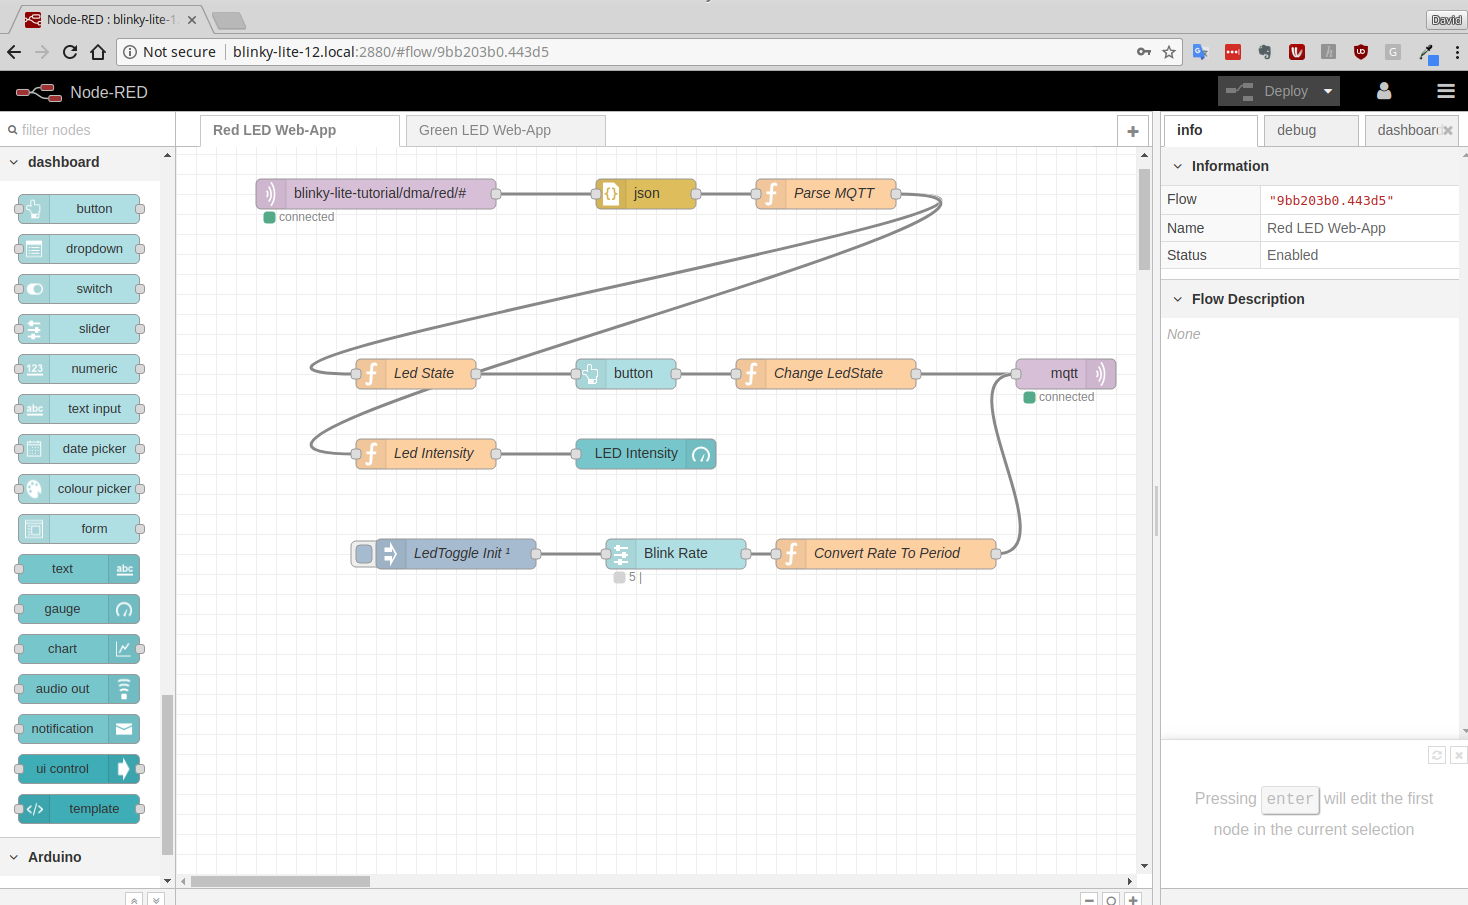 Node-RED : blinky-lite-1
David
Not secure
blinky-lite-12.local:2880/#flow/9bb203b0.443d5
Node-RED
Deploy
filter nodes
Red LED Web-App
Green LED Web-App
info
debug
dashboard
dashboard
button
dropdown
switch
slider
123 numeric
abc text input
date picker
colour picker
form
text abc
gauge
chart
audio out
notification
ui control
</> template
Arduino
blinky-lite-tutorial/dma/red/#
connected
{} json
f Parse MQTT
f Led State
button
f Change LedState
mqtt
connected
f Led Intensity
LED Intensity
LedToggle Init ¹
Blink Rate
5 |
f Convert Rate To Period
Information
Flow "9bb203b0.443d5"
Name Red LED Web-App
Status Enabled
Flow Description
None
Pressing enter will edit the first
node in the current selection